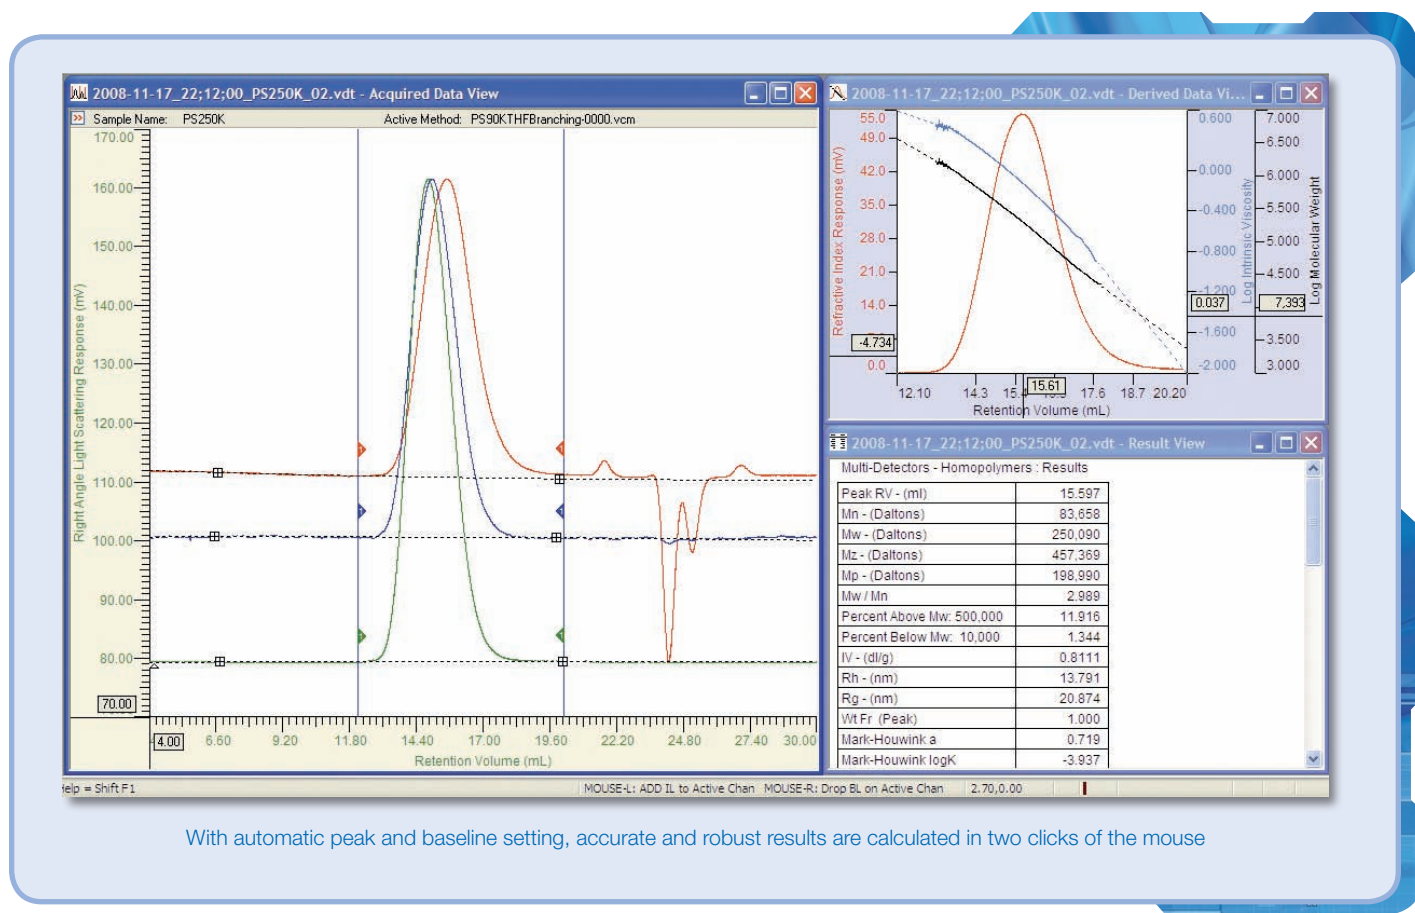 2008-11-17_22;12;00_PS250K_02.vdt - Acquired Data View
Sample Name: PS250K Active Method: PS90KTHFBranching-0000.vcm
170.00
160.00
150.00
140.00
130.00
120.00
110.00
100.00
90.00
80.00
70.00
Right Angle Light Scattering Response (mV)
1
1
1
1
1
1
4.00 6.60 9.20 11.80 14.40 17.00 19.60 22.20 24.80 27.40 30.00
Retention Volume (mL)
2008-11-17_22;12;00_PS250K_02.vdt - Derived Data Vi...
55.0
49.0
42.0
35.0
28.0
21.0
14.0
-4.734
0.0
Refractive Index Response (mV)
0.600
0.000
-0.400
-0.800
-1.200
0.037
-1.600
-2.000
Log Intrinsic Viscosity
7.000
6.500
6.000
5.500
5.000
4.500
7,393
3.500
3.000
Log Molecular Weight
12.10 14.3 15.61 17.6 18.7 20.20
Retention Volume (mL)
2008-11-17_22;12;00_PS250K_02.vdt - Result View
Multi-Detectors - Homopolymers : Results
Peak RV - (ml) 15.597
Mn - (Daltons) 83,658
Mw - (Daltons) 250,090
Mz - (Daltons) 457,369
Mp - (Daltons) 198,990
Mw / Mn 2.989
Percent Above Mw: 500,000 11.916
Percent Below Mw: 10,000 1.344
IV - (dl/g) 0.8111
Rh - (nm) 13.791
Rg - (nm) 20.874
Wt Fr (Peak) 1.000
Mark-Houwink a 0.719
Mark-Houwink logK -3.937
elp = Shift F1 MOUSE-L: ADD IL to Active Chan MOUSE-R: Drop BL on Active Chan 2.70,0.00
With automatic peak and baseline setting, accurate and robust results are calculated in two clicks of the mouse